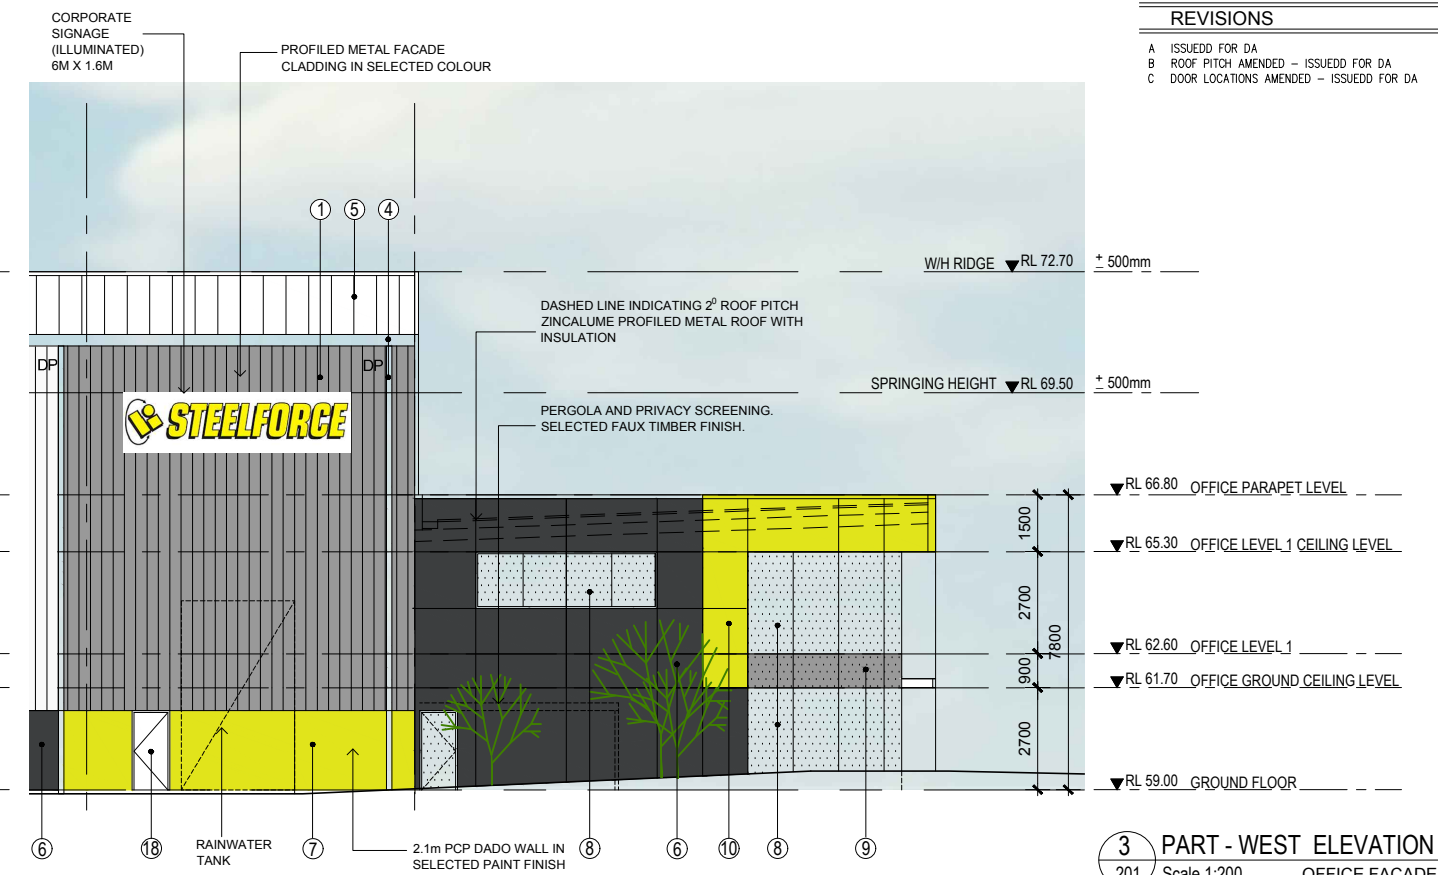 CORPORATE
SIGNAGE
(ILLUMINATED)
6M X 1.6M
PROFILED METAL FACADE
CLADDING IN SELECTED COLOUR
REVISIONS
A ISSUEDD FOR DA
B ROOF PITCH AMENDED – ISSUEDD FOR DA
C DOOR LOCATIONS AMENDED – ISSUEDD FOR DA
1 5 4
W/H RIDGE RL 72.70 ± 500mm
DASHED LINE INDICATING 2⁰ ROOF PITCH
ZINCALUME PROFILED METAL ROOF WITH
INSULATION
DP DP
SPRINGING HEIGHT RL 69.50 ± 500mm
STEELFORCE
PERGOLA AND PRIVACY SCREENING.
SELECTED FAUX TIMBER FINISH.
RL 66.80 OFFICE PARAPET LEVEL
1500
RL 65.30 OFFICE LEVEL 1 CEILING LEVEL
2700
7800
RL 62.60 OFFICE LEVEL 1
900
RL 61.70 OFFICE GROUND CEILING LEVEL
2700
RL 59.00 GROUND FLOOR
6 18
RAINWATER
TANK
7
2.1m PCP DADO WALL IN
SELECTED PAINT FINISH
8 6 10 8 9
3 PART - WEST ELEVATION
201 Scale 1:200 OFFICE FACADE